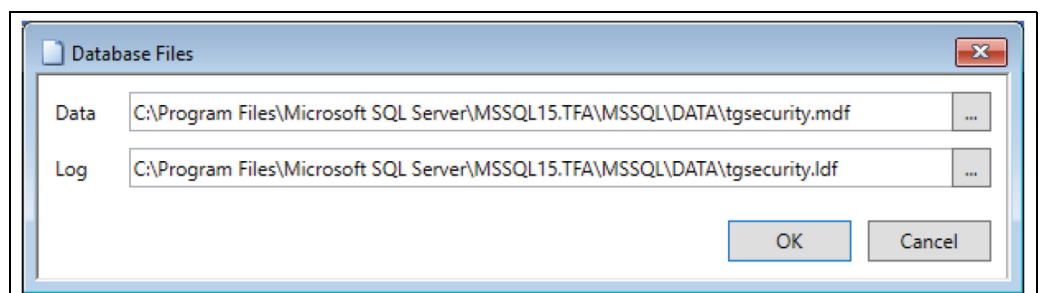 Database Files
Data C:\Program Files\Microsoft SQL Server\MSSQL15.TFA\MSSQL\DATA\tgsecurity.mdf ...
Log C:\Program Files\Microsoft SQL Server\MSSQL15.TFA\MSSQL\DATA\tgsecurity.ldf ...
OK Cancel